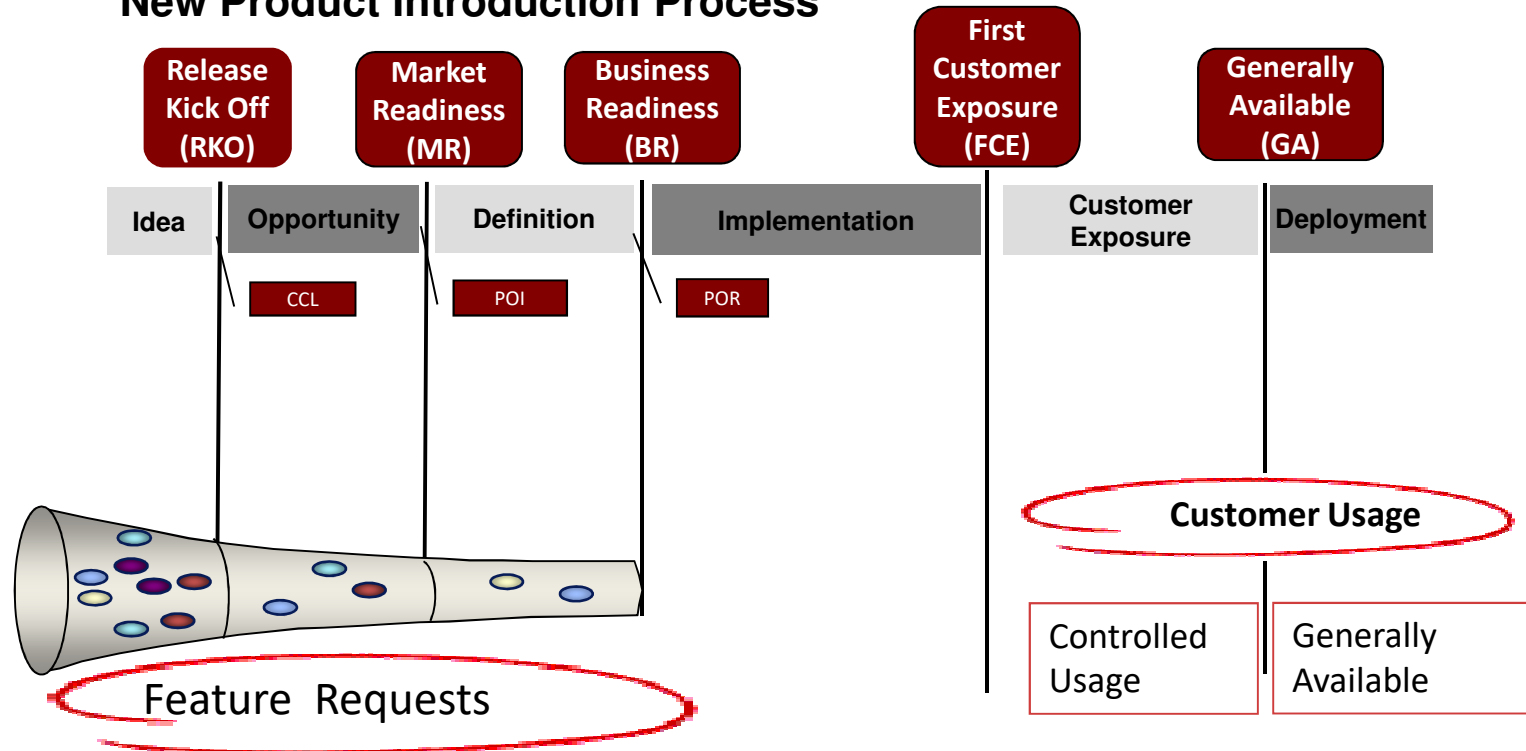 New Product Introduction Process
Release
Kick Off
(RKO)
Market
Readiness
(MR)
Business
Readiness
(BR)
First
Customer
Exposure
(FCE)
Generally
Available
(GA)
Idea
Opportunity
Definition
Implementation
Customer
Exposure
Deployment
CCL
POI
POR
Customer Usage
Controlled
Usage
Generally
Available
Feature Requests